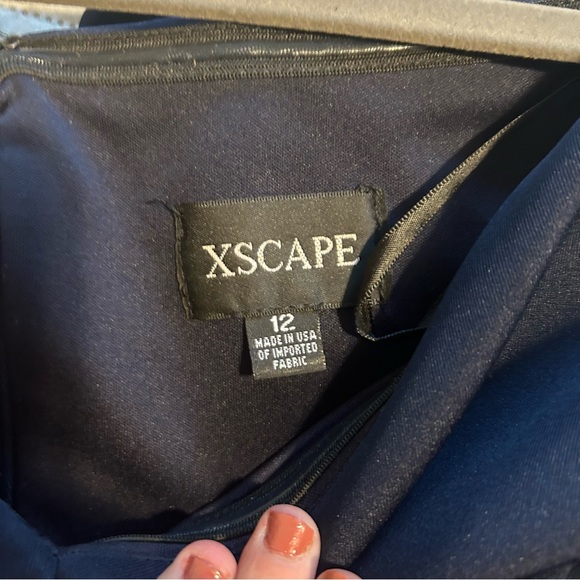 XSCAPE
12
MADE IN USA
OF IMPORTED
FABRIC